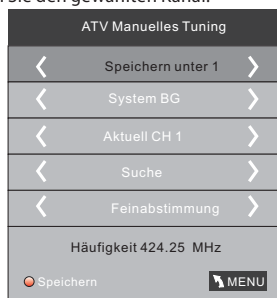 den gewählten Kanal.
ATV Manuelles Tuning
Speichern unter 1
System BG
Aktuell CH 1
Suche
Feinabstimmung
Häufigkeit 424.25 MHz
Speichern
MENU